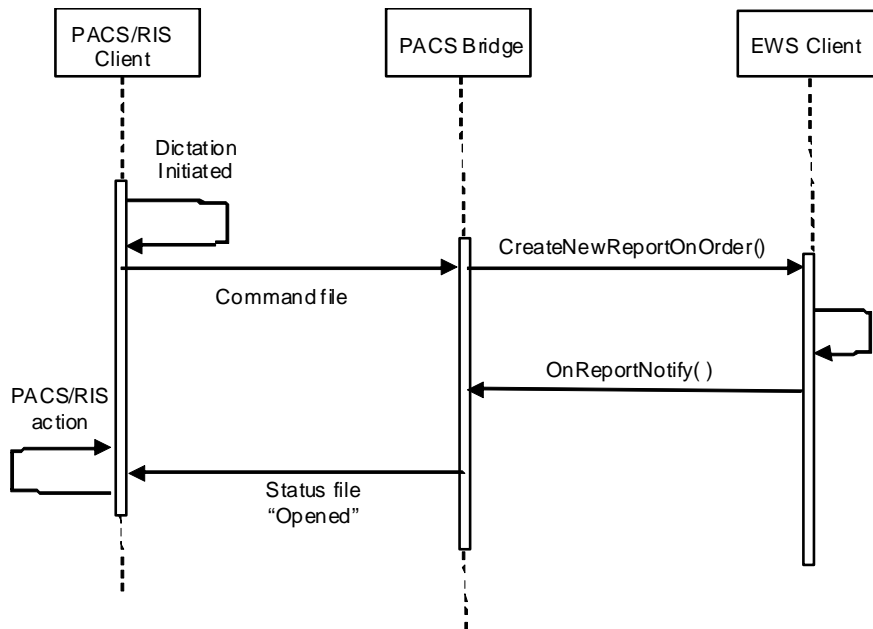 PACS/RIS
Client
PACS Bridge
EWS Client
Dictation
Initiated
CreateNewReportOnOrder()
Command file
OnReportNotify( )
PACS/RIS
action
Status file
“Opened”